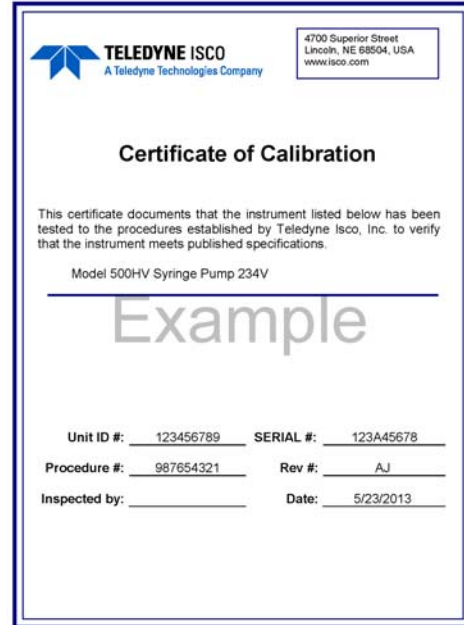 TELEDYNE ISCO
A Teledyne Technologies Company
4700 Superior Street
Lincoln, NE 68504, USA
www.isco.com
Certificate of Calibration
This certificate documents that the instrument listed below has been
tested to the procedures established by Teledyne Isco, Inc. to verify
that the instrument meets published specifications.
Model 500HV Syringe Pump 234V
Example
Unit ID #: 123456789 SERIAL #: 123A45678
Procedure #: 987654321 Rev #: AJ
Inspected by: Date: 5/23/2013